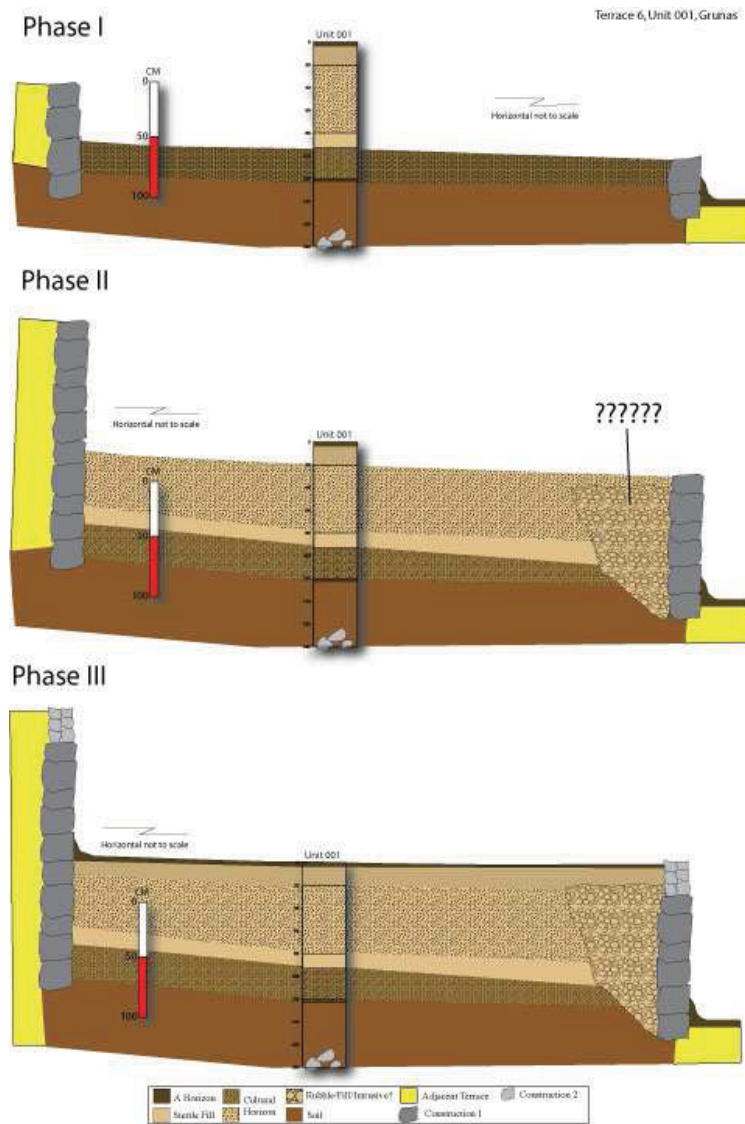 Phase I
Terrace 6, Unit 001, Grunas
Unit 001
CM
0
50
100
Horizontal not to scale
Phase II
??????
Horizontal not to scale
Unit 001
CM
0
50
100
Phase III
Horizontal not to scale
Unit 001
CM
0
50
100
A Horizon
Cultural
Horizon
Rubble/Fill/Intrusive?
Adjacent Terrace
Construction 2
Sterile Fill
Soil
Construction 1